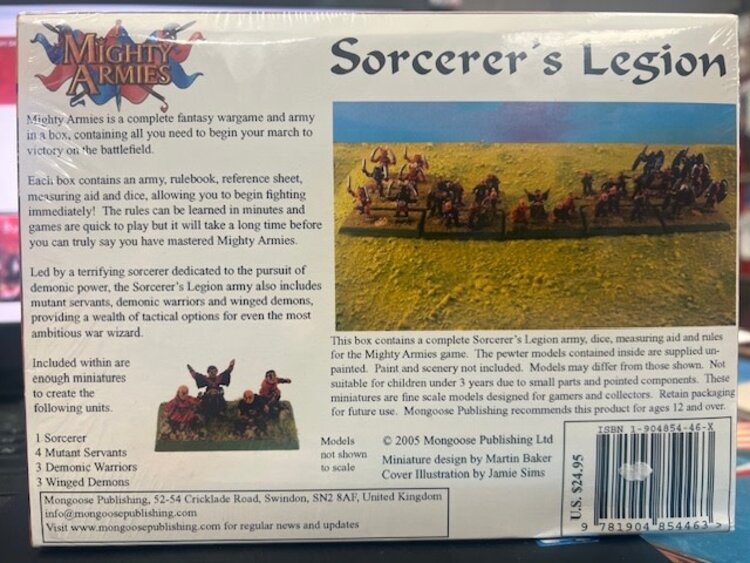 MIGHTY
ARMIES
Sorcerer's Legion
Mighty Armies is a complete fantasy wargame and army
in a box, containing all you need to begin your march to
victory on the battlefield.
Each box contains an army, rulebook, reference sheet,
measuring aid and dice, allowing you to begin fighting
immediately! The rules can be learned in minutes and
games are quick to play but it will take a long time before
you can truly say you have mastered Mighty Armies.
Led by a terrifying sorcerer dedicated to the pursuit of
demonic power, the Sorcerer's Legion army also includes
mutant servants, demonic warriors and winged demons,
providing a wealth of tactical options for even the most
ambitious war wizard.
Included within are
enough miniatures
to create the
following units.
1 Sorcerer
4 Mutant Servants
3 Demonic Warriors
3 Winged Demons
This box contains a complete Sorcerer's Legion army, dice, measuring aid and rules
for the Mighty Armies game. The pewter models contained inside are supplied un-
painted. Paint and scenery not included. Models may differ from those shown. Not
suitable for children under 3 years due to small parts and pointed components. These
miniatures are fine scale models designed for gamers and collectors. Retain packaging
for future use. Mongoose Publishing recommends this product for ages 12 and over.
Models
not shown
to scale
© 2005 Mongoose Publishing Ltd
Miniature design by Martin Baker
Cover Illustration by Jamie Sims
U.S. $24.95
ISBN 1-904854-46-X
9 781904 854463 >
Mongoose Publishing, 52-54 Cricklade Road, Swindon, SN2 8AF, United Kingdom
info@mongoosepublishing.com
Visit www.mongoosepublishing.com for regular news and updates